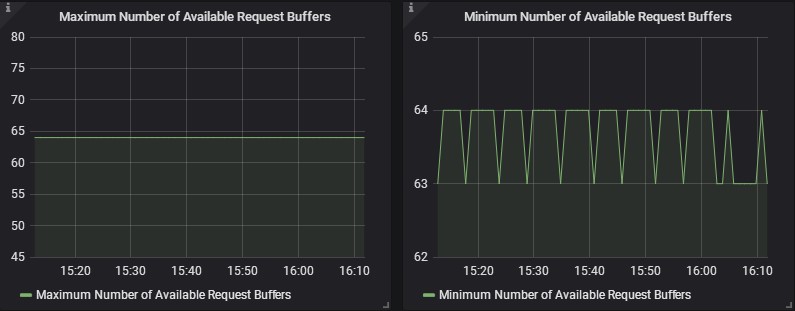 i
Maximum Number of Available Request Buffers
80
75
70
65
60
55
50
45
15:20 15:30 15:40 15:50 16:00 16:10
Maximum Number of Available Request Buffers
i
Minimum Number of Available Request Buffers
65
64
63
62
15:20 15:30 15:40 15:50 16:00 16:10
Minimum Number of Available Request Buffers